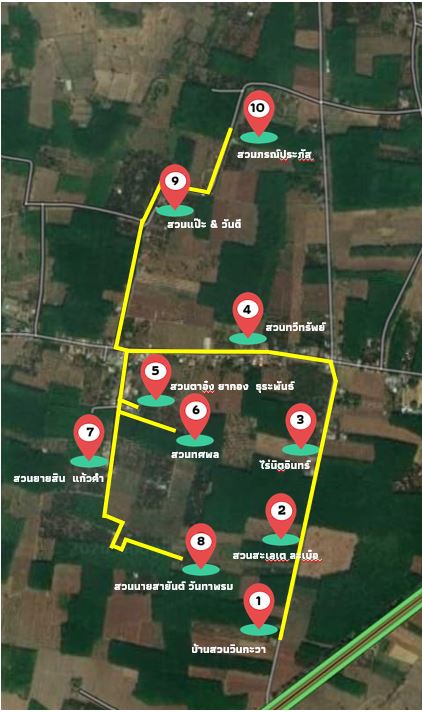 10
สวนภรณ์ประภัส
9
สวนแป๊ะ & วันดี
4
สวนทวีทรัพย์
5
สวนตาอุ๋ง ยากอง ธุระพันธ์
6
สวนทศพล
3
ไร่นิตอินทร์
7
สวนยายสิน แก้วคำ
2
สวนสะเลเต ละเมือ
8
สวนนายสายันต์ วันทาพรม
1
บ้านสวนวินทะวา